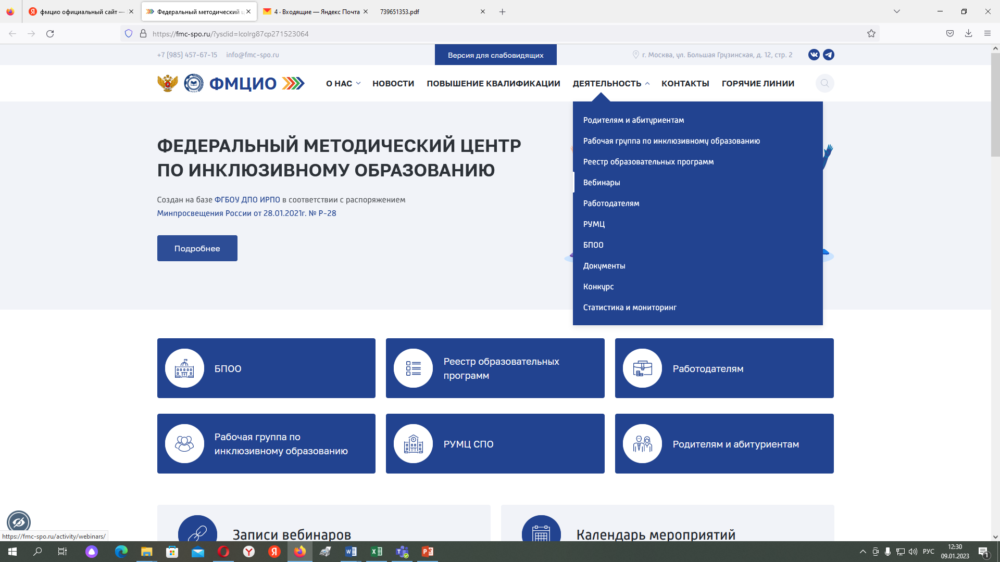 фмцио официальный сайт —
Федеральный методический ц
4 · Входящие — Яндекс Почта
739651353.pdf
https://fmc-spo.ru/?ysclid=lcolrg87cp271523064
+7 (985) 457-67-15
info@fmc-spo.ru
Версия для слабовидящих
г. Москва, ул. Большая Грузинская, д. 12, стр. 2
ФМЦИО
О НАС
НОВОСТИ
ПОВЫШЕНИЕ КВАЛИФИКАЦИИ
ДЕЯТЕЛЬНОСТЬ
КОНТАКТЫ
ГОРЯЧИЕ ЛИНИИ
Родителям и абитуриентам
Рабочая группа по инклюзивному образованию
Реестр образовательных программ
Вебинары
Работодателям
РУМЦ
БПОО
Документы
Конкурс
Статистика и мониторинг
ФЕДЕРАЛЬНЫЙ МЕТОДИЧЕСКИЙ ЦЕНТР
ПО ИНКЛЮЗИВНОМУ ОБРАЗОВАНИЮ
Создан на базе ФГБОУ ДПО ИРПО в соответствии с распоряжением
Минпросвещения России от 28.01.2021г. № Р-28
Подробнее
БПОО
Реестр образовательных
программ
Работодателям
Рабочая группа по
инклюзивному образованию
РУМЦ СПО
Родителям и абитуриентам
Записи вебинаров
Календарь мероприятий
https://fmc-spo.ru/activity/webinars/
РУС
12:30
09.01.2023
1